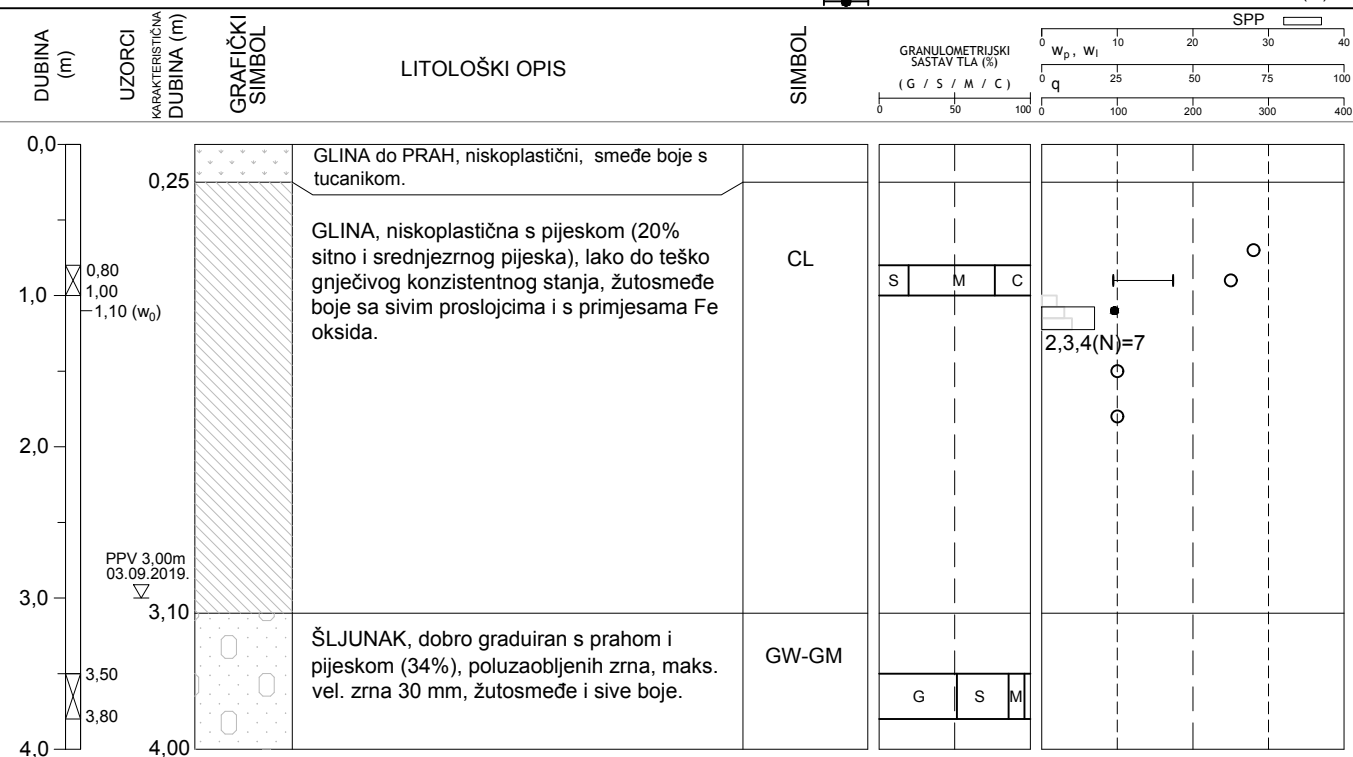 SPP
DUBINA
(m)
UZORCI
KARAKTERISTIČNA
DUBINA (m)
GRAFIČKI
SIMBOL
LITOLOŠKI OPIS
SIMBOL
GRANULOMETRIJSKI
SASTAV TLA (%)
( G / S / M / C )
0 50 100
0 10 20 30 40
wp , wl
0 25 50 75 100
q
0 100 200 300 400
0,0
GLINA do PRAH, niskoplastični, smeđe boje s
tucanikom.
0,25
GLINA, niskoplastična s pijeskom (20%
sitno i srednjezrnog pijeska), lako do teško
gnječivog konzistentnog stanja, žutosmeđe
boje sa sivim proslojcima i s primjesama Fe
oksida.
CL
0,80
1,00
1,0
1,10 (w0)
S M C
2,3,4(N)=7
2,0
PPV 3,00m
03.09.2019.
3,0
3,10
ŠLJUNAK, dobro graduiran s prahom i
pijeskom (34%), poluzaobljenih zrna, maks.
vel. zrna 30 mm, žutosmeđe i sive boje.
GW-GM
3,50
3,80
G S M
4,0
4,00